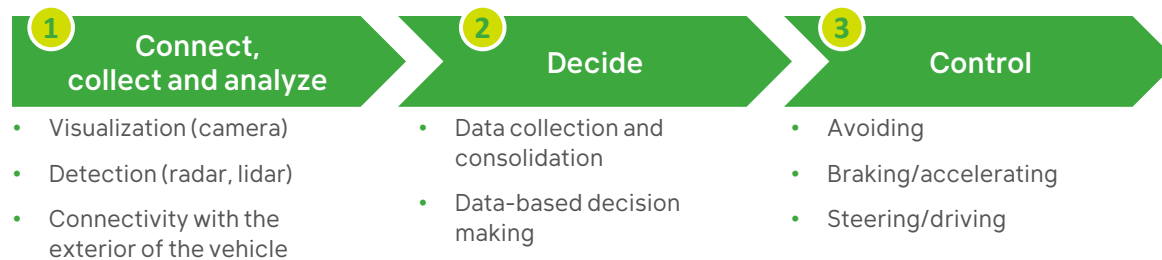 1
Connect,
collect and analyze
• Visualization (camera)
• Detection (radar, lidar)
• Connectivity with the
exterior of the vehicle
2
Decide
• Data collection and
consolidation
• Data-based decision
making
3
Control
• Avoiding
• Braking/accelerating
• Steering/driving